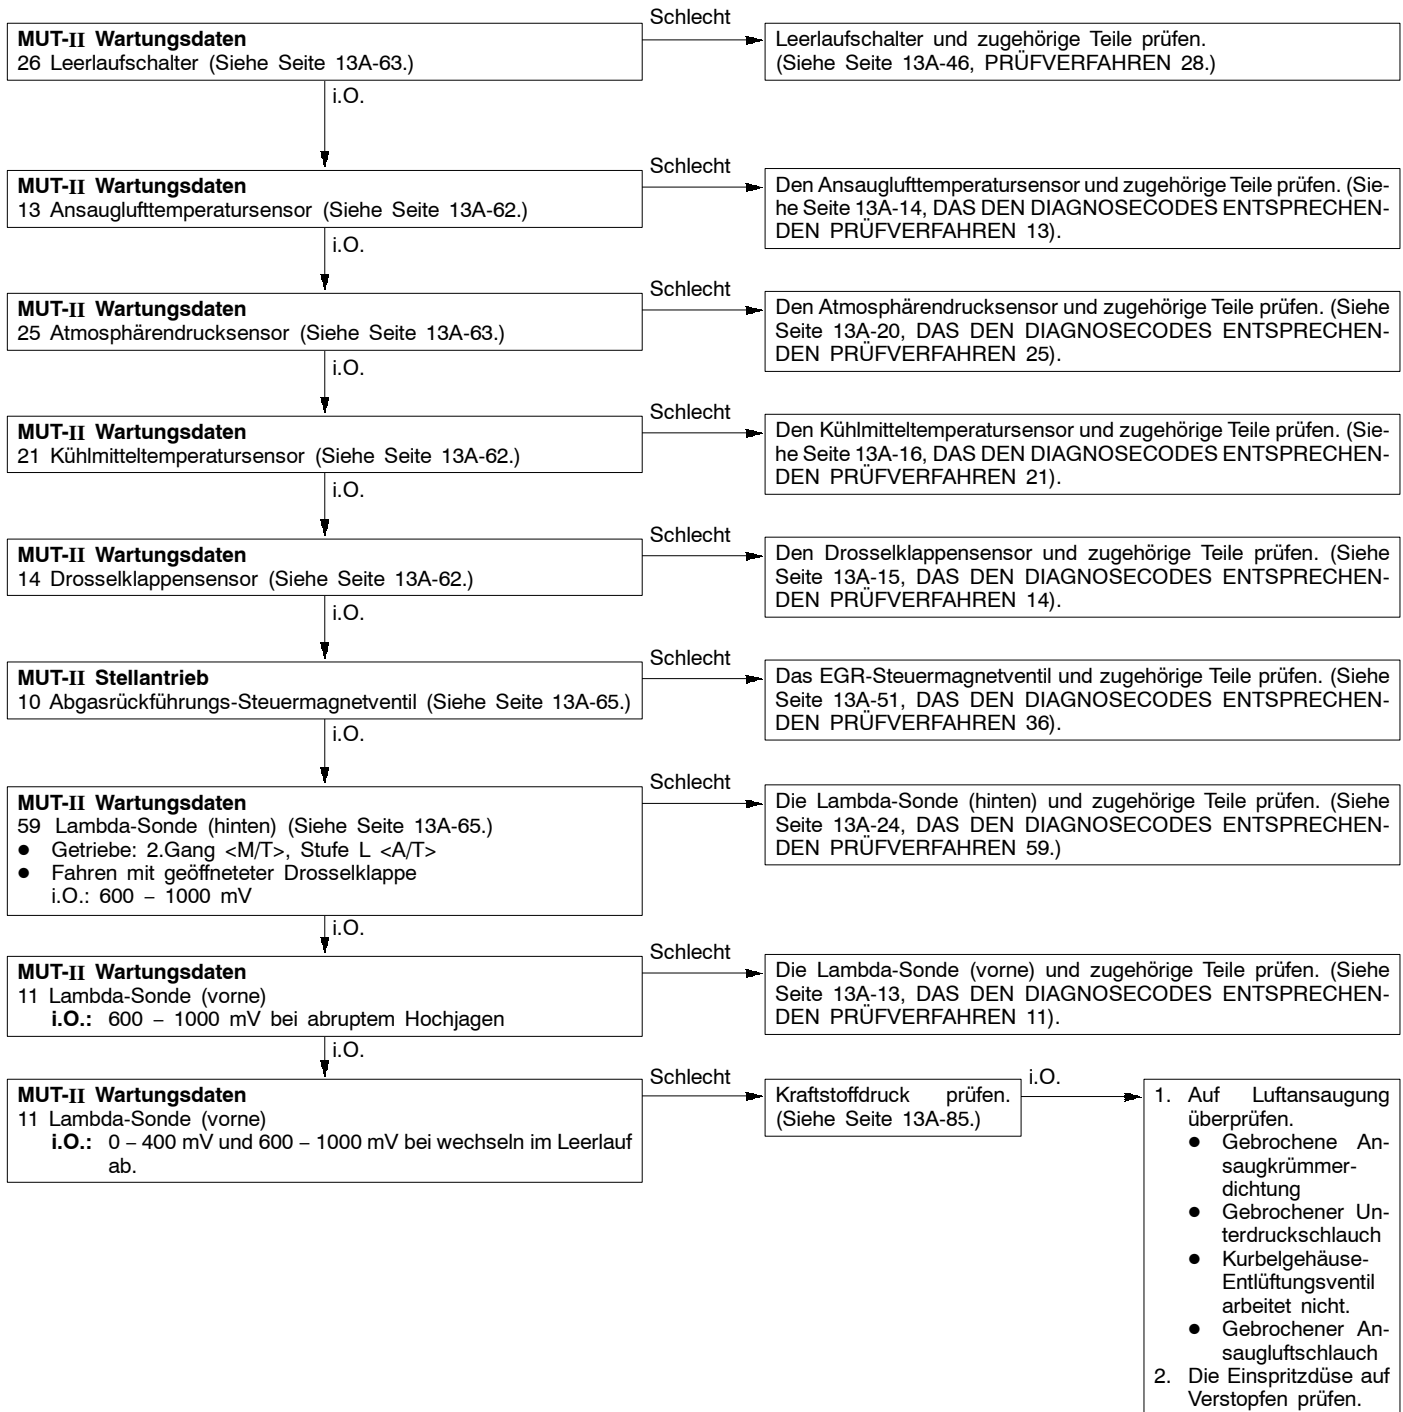 Schlecht
MUT-II Wartungsdaten
26 Leerlaufschalter (Siehe Seite 13A-63.)
Leerlaufschalter und zugehörige Teile prüfen.
(Siehe Seite 13A-46, PRÜFVERFAHREN 28.)
i.O.
Schlecht
MUT-II Wartungsdaten
13 Ansauglufttemperatursensor (Siehe Seite 13A-62.)
Den Ansauglufttemperatursensor und zugehörige Teile prüfen. (Sie-
he Seite 13A-14, DAS DEN DIAGNOSECODES ENTSPRECHEN-
DEN PRÜFVERFAHREN 13).
i.O.
Schlecht
MUT-II Wartungsdaten
25 Atmosphärendrucksensor (Siehe Seite 13A-63.)
Den Atmosphärendrucksensor und zugehörige Teile prüfen. (Siehe
Seite 13A-20, DAS DEN DIAGNOSECODES ENTSPRECHEN-
DEN PRÜFVERFAHREN 25).
i.O.
Schlecht
MUT-II Wartungsdaten
21 Kühlmitteltemperatursensor (Siehe Seite 13A-62.)
Den Kühlmitteltemperatursensor und zugehörige Teile prüfen. (Sie-
he Seite 13A-16, DAS DEN DIAGNOSECODES ENTSPRECHEN-
DEN PRÜFVERFAHREN 21).
i.O.
Schlecht
MUT-II Wartungsdaten
14 Drosselklappensensor (Siehe Seite 13A-62.)
Den Drosselklappensensor und zugehörige Teile prüfen. (Siehe
Seite 13A-15, DAS DEN DIAGNOSECODES ENTSPRECHEN-
DEN PRÜFVERFAHREN 14).
i.O.
Schlecht
MUT-II Stellantrieb
10 Abgasrückführungs-Steuermagnetventil (Siehe Seite 13A-65.)
Das EGR-Steuermagnetventil und zugehörige Teile prüfen. (Siehe
Seite 13A-51, DAS DEN DIAGNOSECODES ENTSPRECHEN-
DEN PRÜFVERFAHREN 36).
i.O.
Schlecht
MUT-II Wartungsdaten
59 Lambda-Sonde (hinten) (Siehe Seite 13A-65.)
● Getriebe: 2.Gang <M/T>, Stufe L <A/T>
● Fahren mit geöffneteter Drosselklappe
i.O.: 600 – 1000 mV
Die Lambda-Sonde (hinten) und zugehörige Teile prüfen. (Siehe
Seite 13A-24, DAS DEN DIAGNOSECODES ENTSPRECHEN-
DEN PRÜFVERFAHREN 59.)
i.O.
Schlecht
MUT-II Wartungsdaten
11 Lambda-Sonde (vorne)
i.O.: 600 – 1000 mV bei abruptem Hochjagen
Die Lambda-Sonde (vorne) und zugehörige Teile prüfen. (Siehe
Seite 13A-13, DAS DEN DIAGNOSECODES ENTSPRECHEN-
DEN PRÜFVERFAHREN 11).
i.O.
Schlecht
MUT-II Wartungsdaten
11 Lambda-Sonde (vorne)
i.O.: 0 – 400 mV und 600 – 1000 mV bei wechseln im Leerlauf
ab.
Kraftstoffdruck prüfen.
(Siehe Seite 13A-85.)
i.O.
1. Auf Luftansaugung
überprüfen.
● Gebrochene An-
saugkrümmer-
dichtung
● Gebrochener Un-
terdruckschlauch
● Kurbelgehäuse-
Entlüftungsventil
arbeitet nicht.
● Gebrochener An-
saugluftschlauch
2. Die Einspritzdüse auf
Verstopfen prüfen.